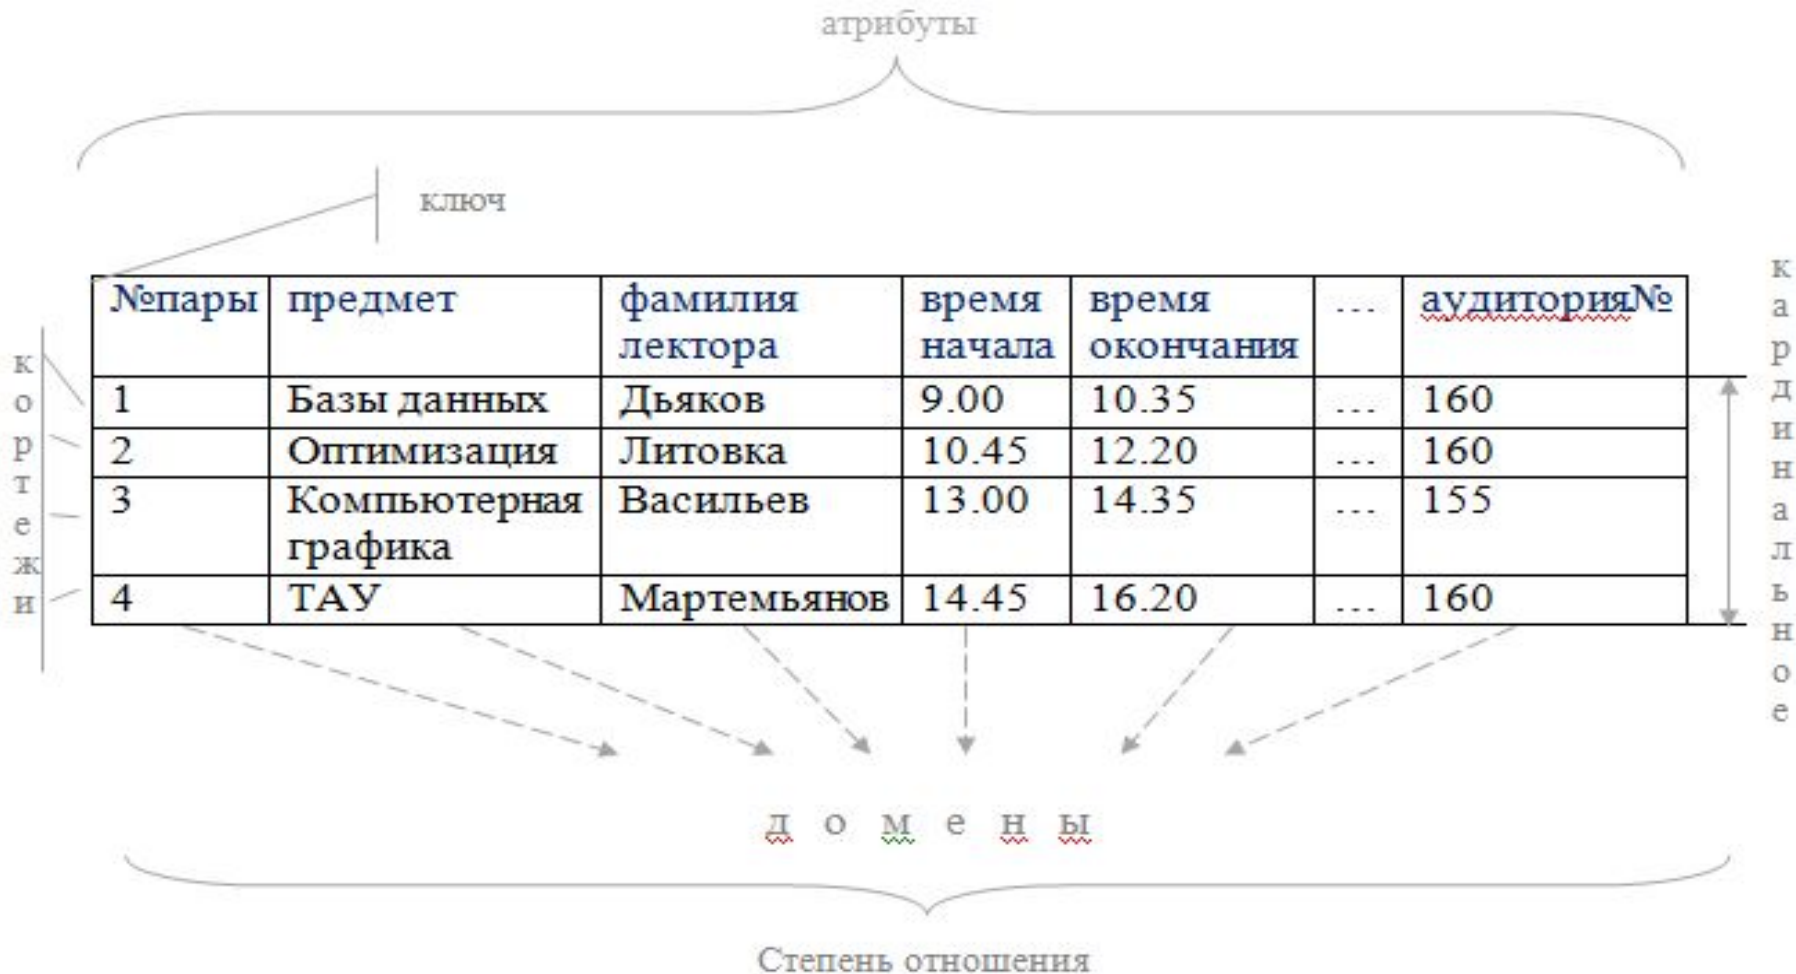 атрибуты
ключ
№пары предмет фамилия лектора время начала время окончания ... аудитория№
1 Базы данных Дьяков 9.00 10.35 ... 160
2 Оптимизация Литовка 10.45 12.20 ... 160
3 Компьютерная графика Васильев 13.00 14.35 ... 155
4 ТАУ Мартемьянов 14.45 16.20 ... 160
кортежи
кардинальное
домены
Степень отношения